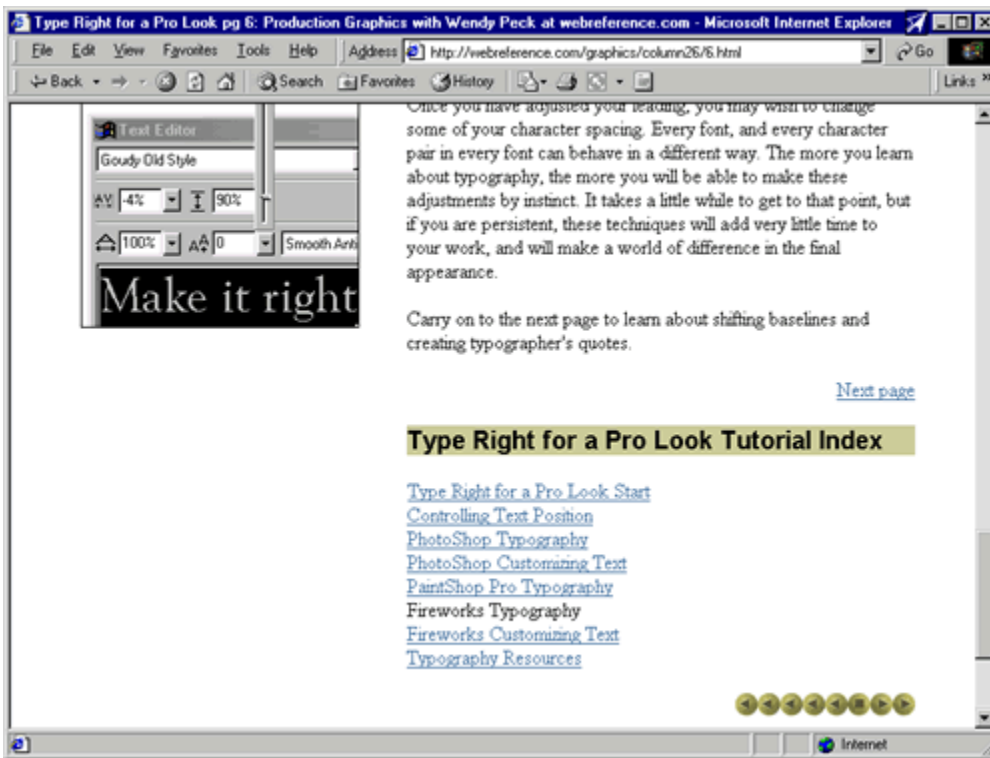 Type Right for a Pro Look pg 6: Production Graphics with Wendy Peck at webreference.com - Microsoft Internet Explorer
File Edit View Favorites Tools Help Address http://webreference.com/graphics/column26/6.html Go
Back Search Favorites History Links »
Text Editor
Goudy Old Style
-4% 90%
100% 0 Smooth Anti
Make it right
Once you have adjusted your leading, you may wish to change
some of your character spacing. Every font, and every character
pair in every font can behave in a different way. The more you learn
about typography, the more you will be able to make these
adjustments by instinct. It takes a little while to get to that point, but
if you are persistent, these techniques will add very little time to
your work, and will make a world of difference in the final
appearance.
Carry on to the next page to learn about shifting baselines and
creating typographer's quotes.
Next page
Type Right for a Pro Look Tutorial Index
Type Right for a Pro Look Start
Controlling Text Position
PhotoShop Typography
PhotoShop Customizing Text
PaintShop Pro Typography
Fireworks Typography
Fireworks Customizing Text
Typography Resources
Internet